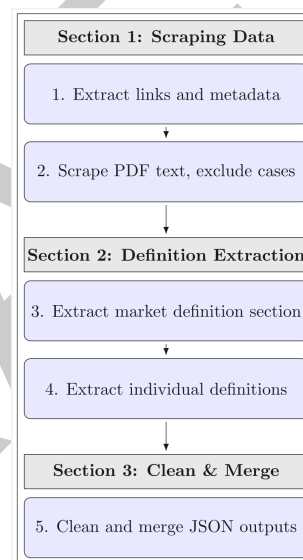 Section 1: Scraping Data
1. Extract links and metadata
2. Scrape PDF text, exclude cases
Section 2: Definition Extraction
3. Extract market definition section
4. Extract individual definitions
Section 3: Clean & Merge
5. Clean and merge JSON outputs